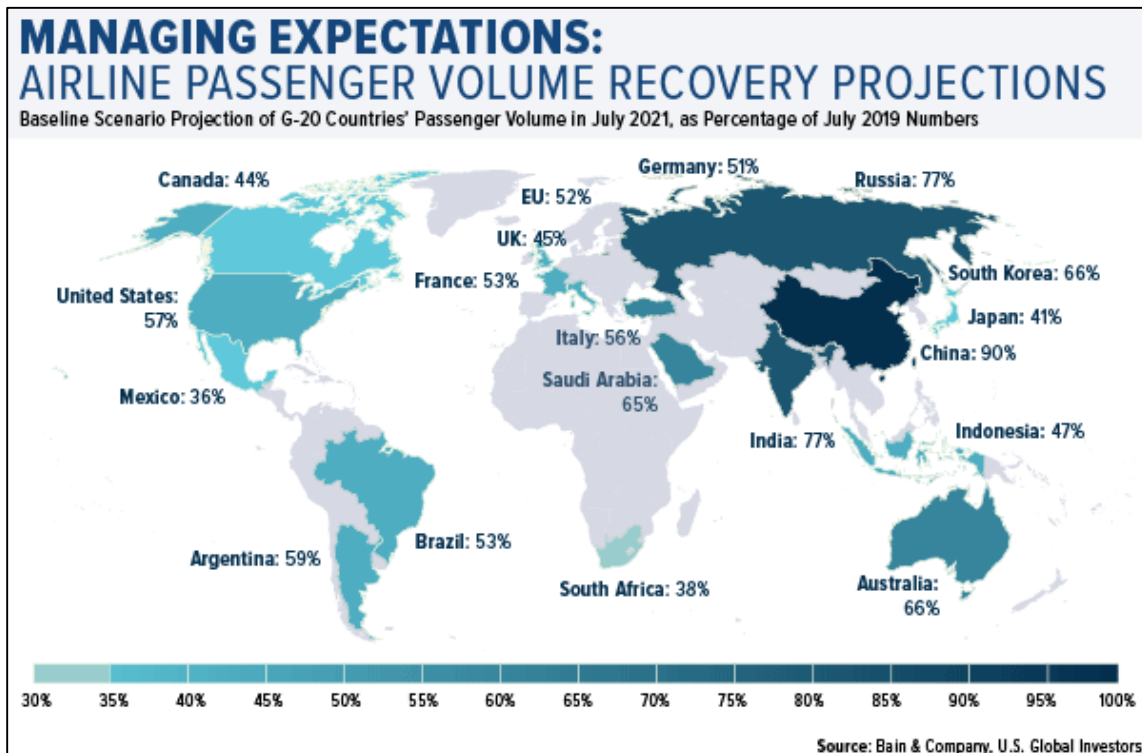 MANAGING EXPECTATIONS:
AIRLINE PASSENGER VOLUME RECOVERY PROJECTIONS
Baseline Scenario Projection of G-20 Countries' Passenger Volume in July 2021, as Percentage of July 2019 Numbers
Canada: 44%
Germany: 51%
Russia: 77%
EU: 52%
UK: 45%
France: 53%
South Korea: 66%
United States:
57%
Japan: 41%
Italy: 56%
China: 90%
Saudi Arabia:
65%
Mexico: 36%
India: 77%
Indonesia: 47%
Argentina: 59%
Brazil: 53%
South Africa: 38%
Australia:
66%
30% 35% 40% 45% 50% 55% 60% 65% 70% 75% 80% 85% 90% 95% 100%
Source: Bain & Company, U.S. Global Investors